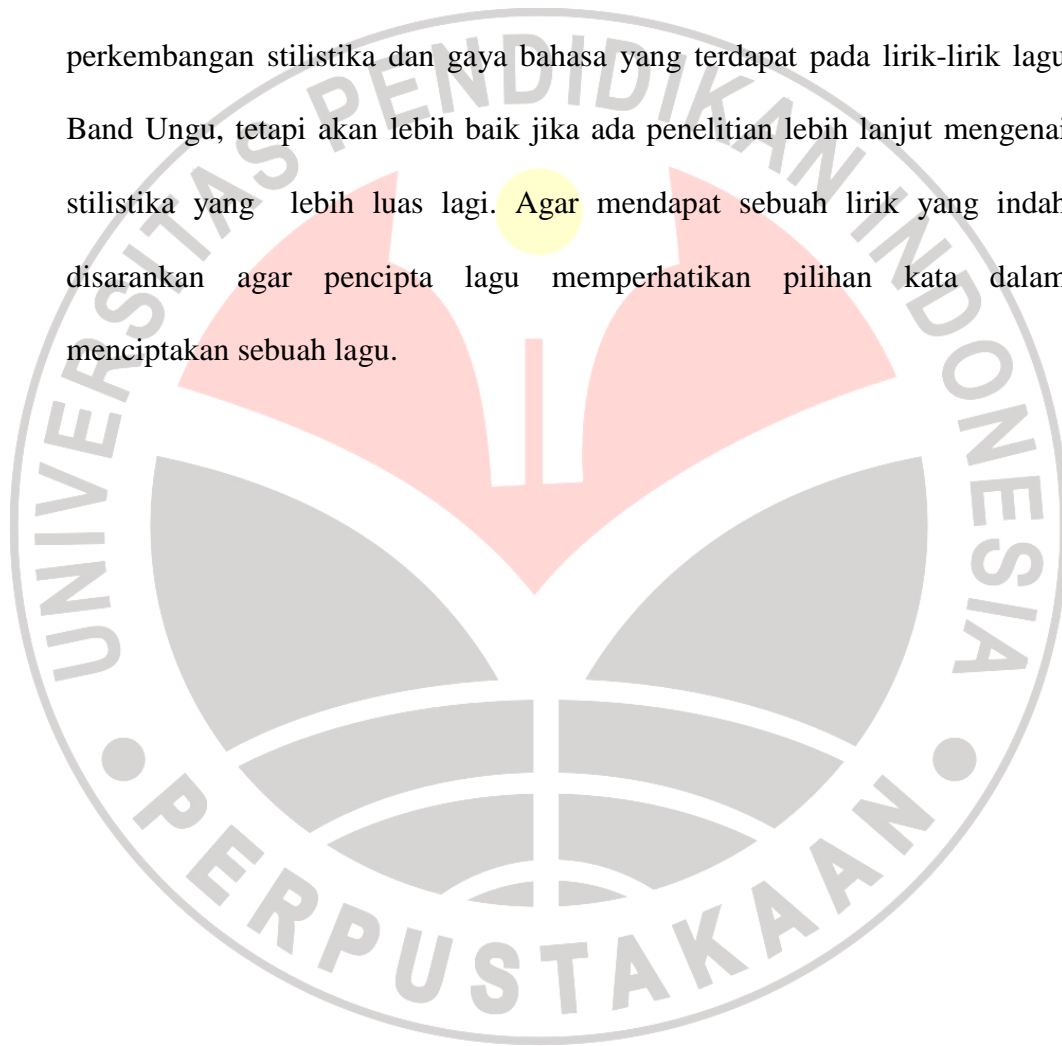 perkembangan stilistika dan gaya bahasa yang terdapat pada lirik-lirik lagu
Band Ungu, tetapi akan lebih baik jika ada penelitian lebih lanjut mengenai
stilistika yang lebih luas lagi. Agar mendapat sebuah lirik yang indah
disarankan agar pencipta lagu memperhatikan pilihan kata dalam
menciptakan sebuah lagu.
UNIVERSITAS PENDIDIKAN INDONESIA
PERPUSTAKAAN